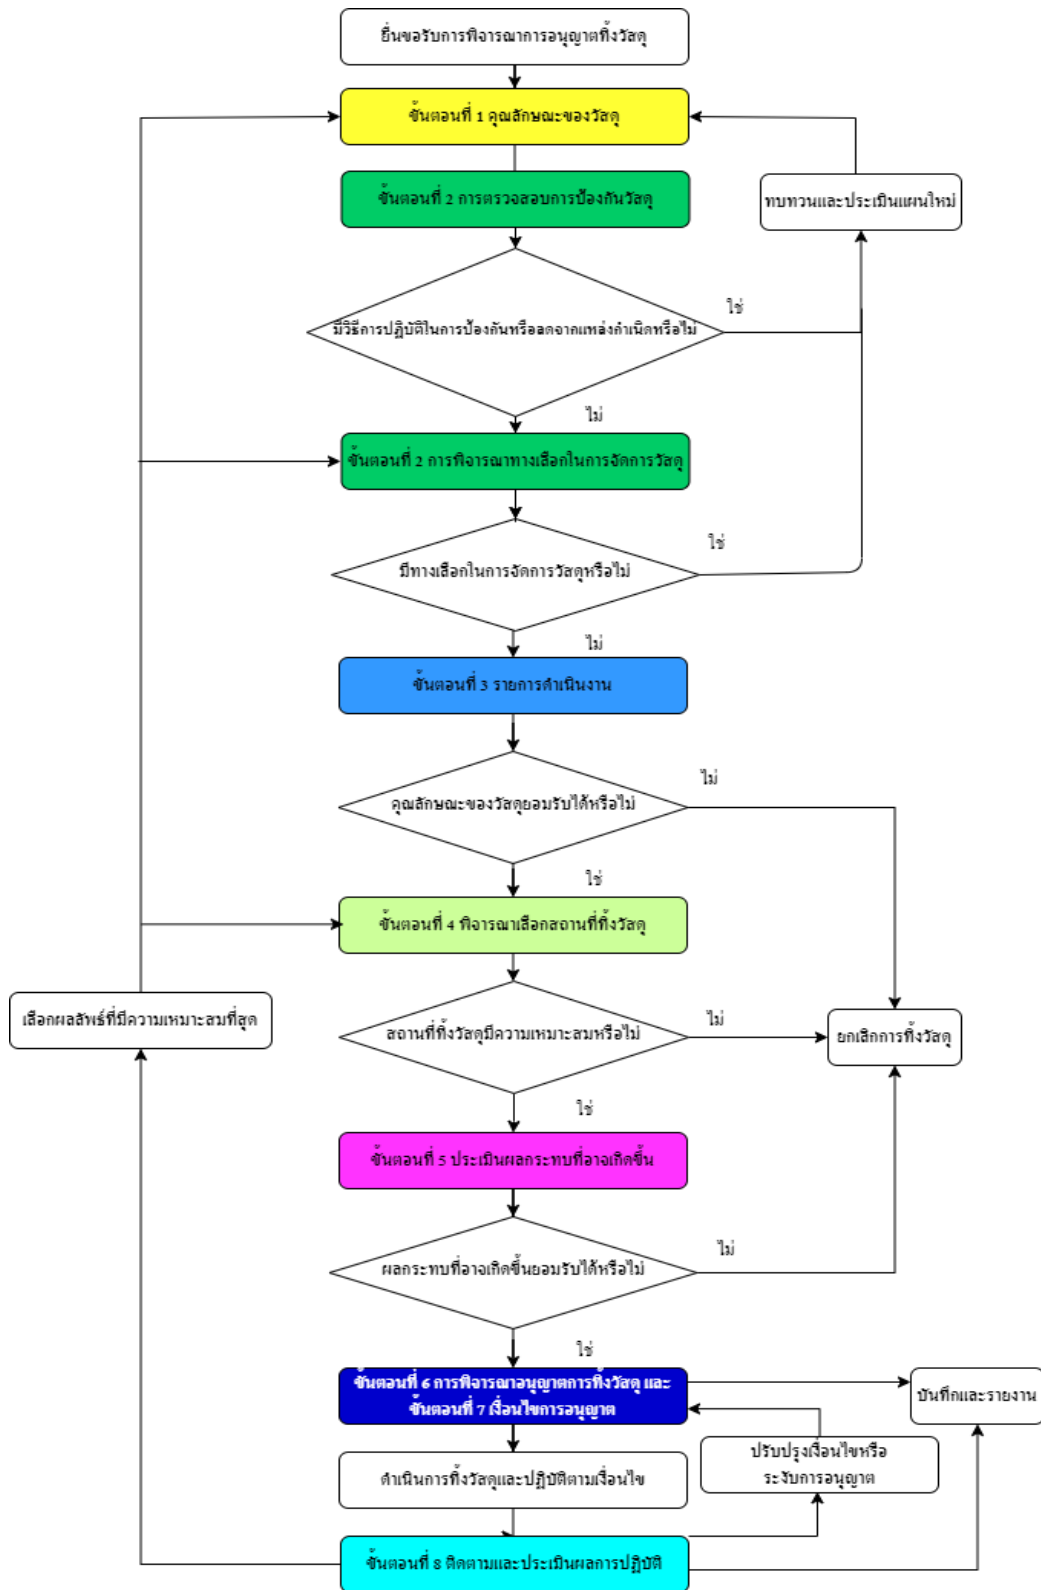 ยื่นขอรับการพิจารณาการอนุญาตทิ้งวัสดุ
ขั้นตอนที่ 1 คุณลักษณะของวัสดุ
ขั้นตอนที่ 2 การตรวจสอบการป้องกันวัสดุ
ทบทวนและประเมินแผนใหม่
ใช่
มีวิธีการปฏิบัติในการป้องกันหรือลดจากแหล่งกำเนิดหรือไม่
ไม่
ขั้นตอนที่ 2 การพิจารณาทางเลือกในการจัดการวัสดุ
ใช่
มีทางเลือกในการจัดการวัสดุหรือไม่
ไม่
ขั้นตอนที่ 3 รายการดำเนินงาน
ไม่
คุณลักษณะของวัสดุยอมรับได้หรือไม่
ใช่
ขั้นตอนที่ 4 พิจารณาเลือกสถานที่ทิ้งวัสดุ
เลือกผลลัพธ์ที่มีความเหมาะสมที่สุด
ไม่
สถานที่ทิ้งวัสดุมีความเหมาะสมหรือไม่
ยกเลิกการทิ้งวัสดุ
ใช่
ขั้นตอนที่ 5 ประเมินผลกระทบที่อาจเกิดขึ้น
ไม่
ผลกระทบที่อาจเกิดขึ้นยอมรับได้หรือไม่
ใช่
ขั้นตอนที่ 6 การพิจารณาอนุญาตการทิ้งวัสดุ และ
ขั้นตอนที่ 7 เงื่อนไขการอนุญาต
บันทึกและรายงาน
ปรับปรุงเงื่อนไขหรือ
ระงับการอนุญาต
ดำเนินการทิ้งวัสดุและปฏิบัติตามเงื่อนไข
ขั้นตอนที่ 8 ติดตามและประเมินผลการปฏิบัติ